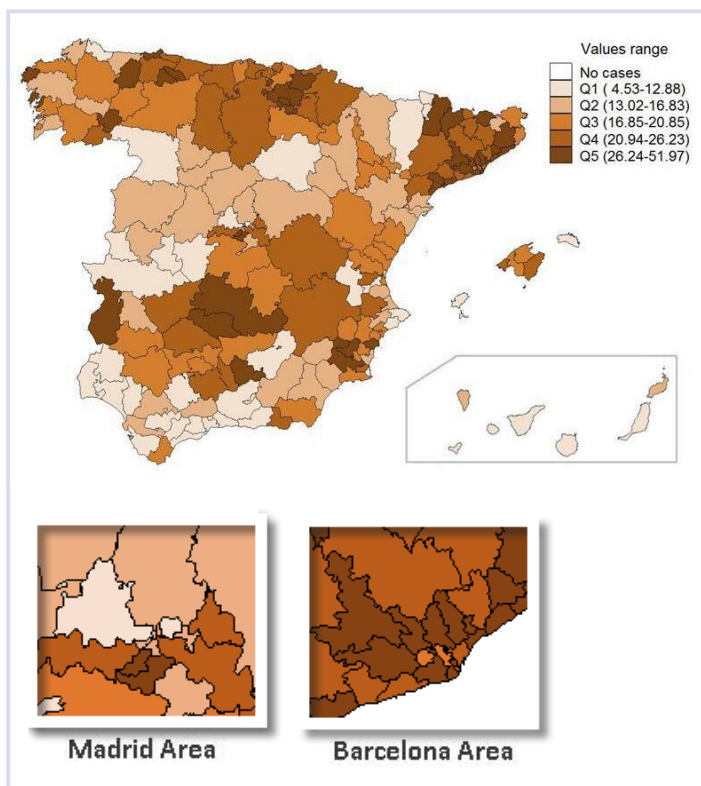 Values range
No cases
Q1 ( 4.53-12.88)
Q2 (13.02-16.83)
Q3 (16.85-20.85)
Q4 (20.94-26.23)
Q5 (26.24-51.97)
Madrid Area
Barcelona Area